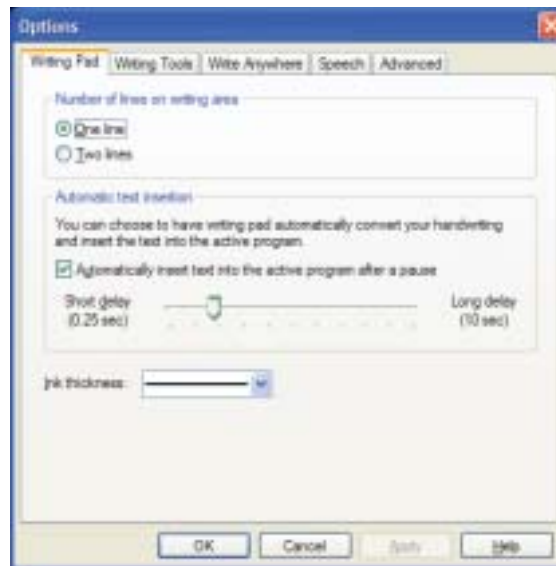 Options
Writing Pad Writing Tools Write Anywhere Speech Advanced
Number of lines on writing area
One line
Two lines
Automatic text insertion
You can choose to have writing pad automatically convert your handwriting
and insert the text into the active program.
Automatically insert text into the active program after a pause
Short delay Long delay
(0.25 sec) (10 sec)
Ink thickness:
OK Cancel Apply Help